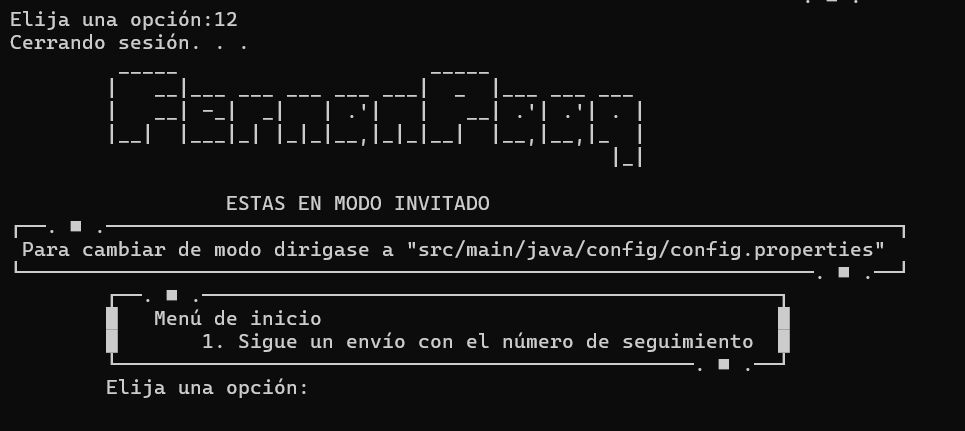 Elija una opción:12
Cerrando sesión. . .
FernanPaaq
ESTAS EN MODO INVITADO
Para cambiar de modo dirigase a "src/main/java/config/config.properties"
Menú de inicio
1. Sigue un envío con el número de seguimiento
Elija una opción: